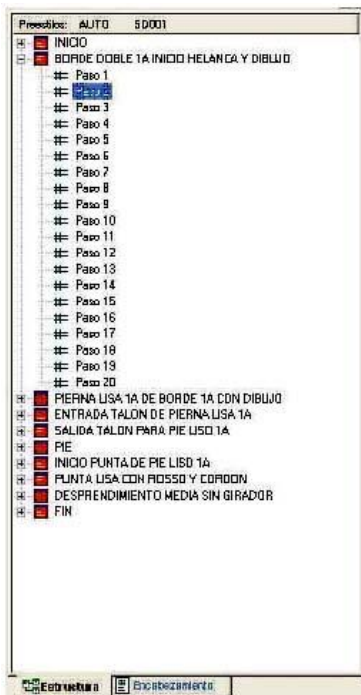 Preestilos: AUTO 5D001
INICIO
BORDE DOBLE 1A INICIO HELANCA Y DIBUJO
Paso 1
Paso 2
Paso 3
Paso 4
Paso 5
Paso 6
Paso 7
Paso 8
Paso 9
Paso 10
Paso 11
Paso 12
Paso 13
Paso 14
Paso 15
Paso 16
Paso 17
Paso 18
Paso 19
Paso 20
PIERNA LISA 1A DE BORDE 1A CON DIBUJO
ENTRADA TALON DE PIERNA LISA 1A
SALIDA TALON PARA PIE LISO 1A
PIE
INICIO PUNTA DE PIE LISO 1A
PUNTA LISA CON ROSSO Y CORDON
DESPRENDIMIENTO MEDIA SIN GIRADOR
FIN
Estructura Encabezamiento